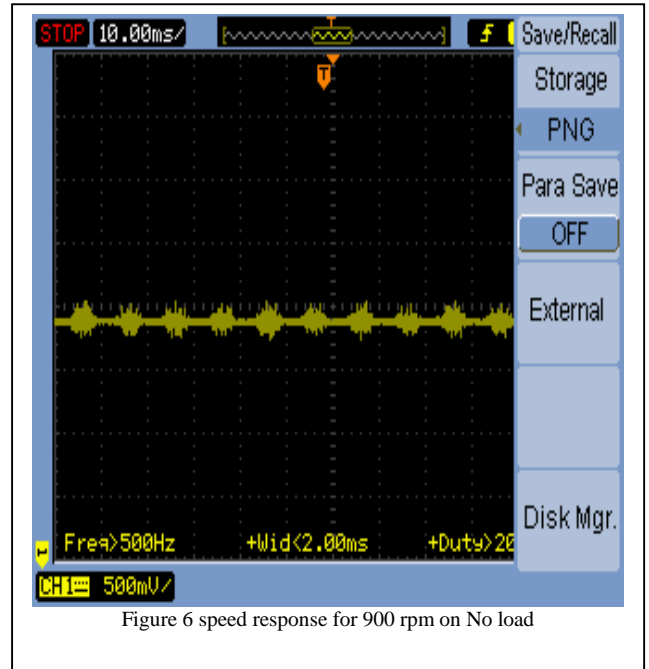 STOP 10.00ms/ Save/Recall
T
Storage
PNG
Para Save
OFF
External
Disk Mgr.
Freq>500Hz +Wid<2.00ms +Duty>20
CH1 500mV/
Figure 6 speed response for 900 rpm on No load